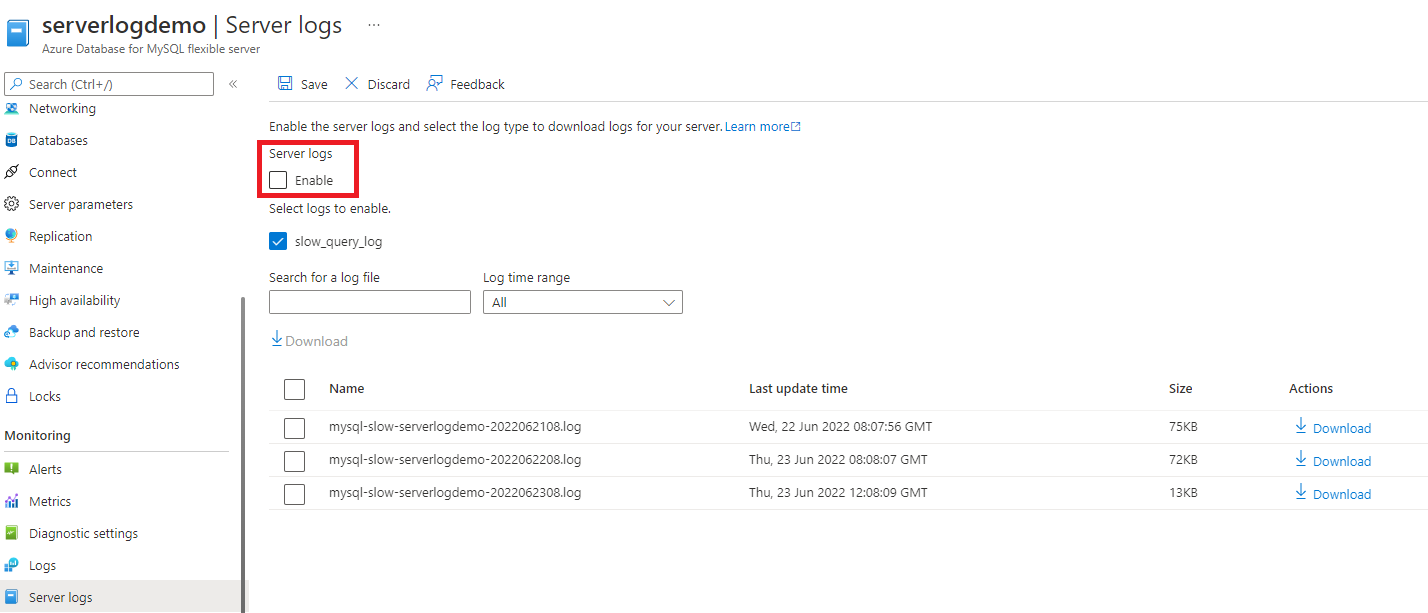 serverlogdemo | Server logs ...
Azure Database for MySQL flexible server
Search (Ctrl+/) «
Networking
Databases
Connect
Server parameters
Replication
Maintenance
High availability
Backup and restore
Advisor recommendations
Locks
Monitoring
Alerts
Metrics
Diagnostic settings
Logs
Server logs
Save Discard Feedback
Enable the server logs and select the log type to download logs for your server. Learn more
Server logs
Enable
Select logs to enable.
slow_query_log
Search for a log file Log time range
All
Download
Name Last update time Size Actions
mysql-slow-serverlogdemo-2022062108.log Wed, 22 Jun 2022 08:07:56 GMT 75KB Download
mysql-slow-serverlogdemo-2022062208.log Thu, 23 Jun 2022 08:08:07 GMT 72KB Download
mysql-slow-serverlogdemo-2022062308.log Thu, 23 Jun 2022 12:08:09 GMT 13KB Download